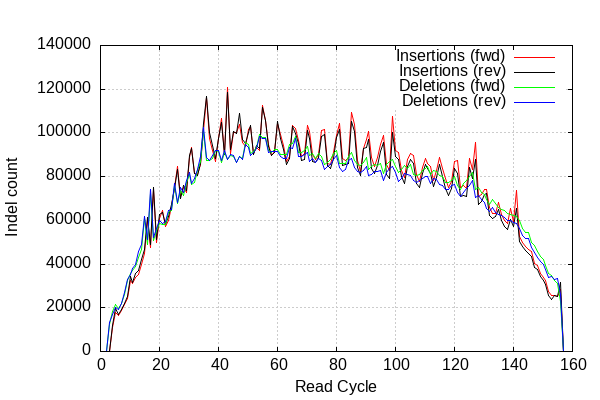 140000
120000
100000
80000
60000
40000
20000
0
Indel count
Insertions (fwd)
Insertions (rev)
Deletions (fwd)
Deletions (rev)
0 20 40 60 80 100 120 140 160
Read Cycle